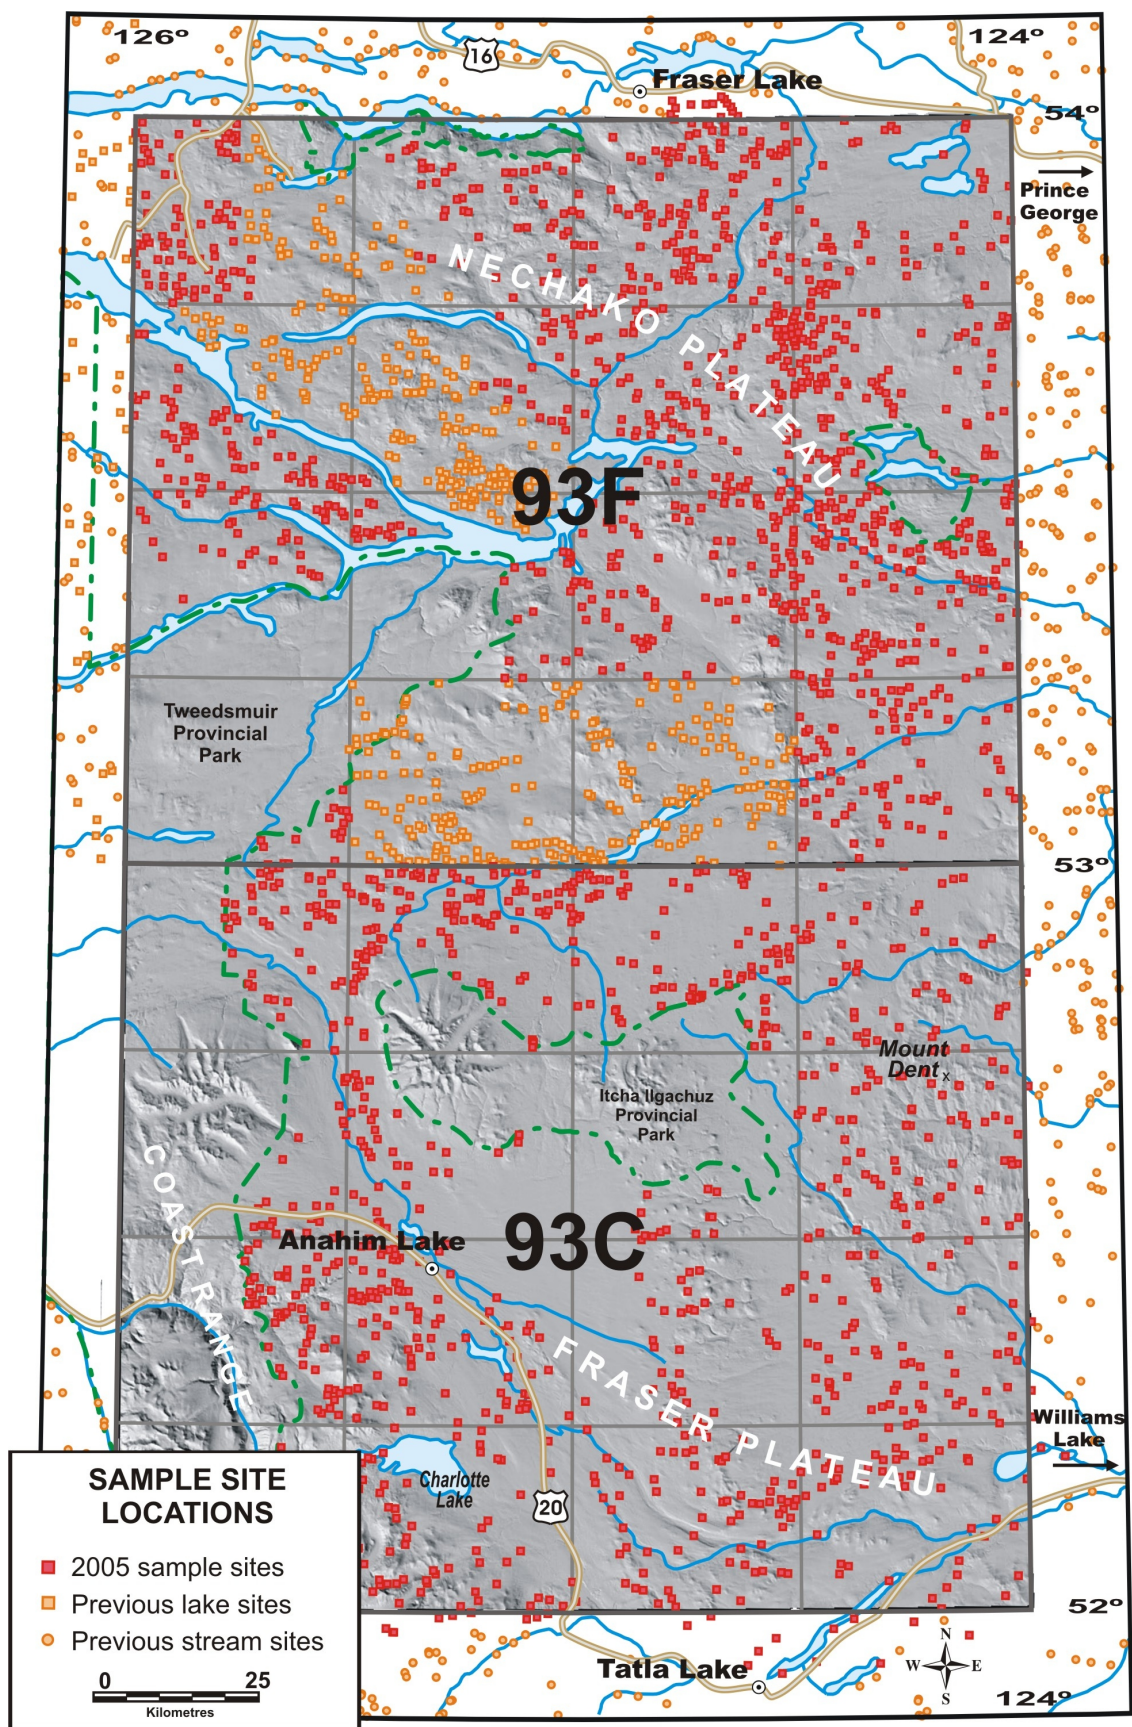 126°
124°
16
Fraser Lake
54°
Prince
George
NECHAKO PLATEAU
93F
Tweedsmuir
Provincial
Park
53°
Mount
Dent x
Itcha Ilgachuz
Provincial
Park
COAST RANGE
93C
Anahim Lake
FRASER PLATEAU
Williams
Lake
Charlotte
Lake
20
SAMPLE SITE
LOCATIONS
2005 sample sites
Previous lake sites
Previous stream sites
0 25
Kilometres
52°
N
W E
S
Tatla Lake
124°